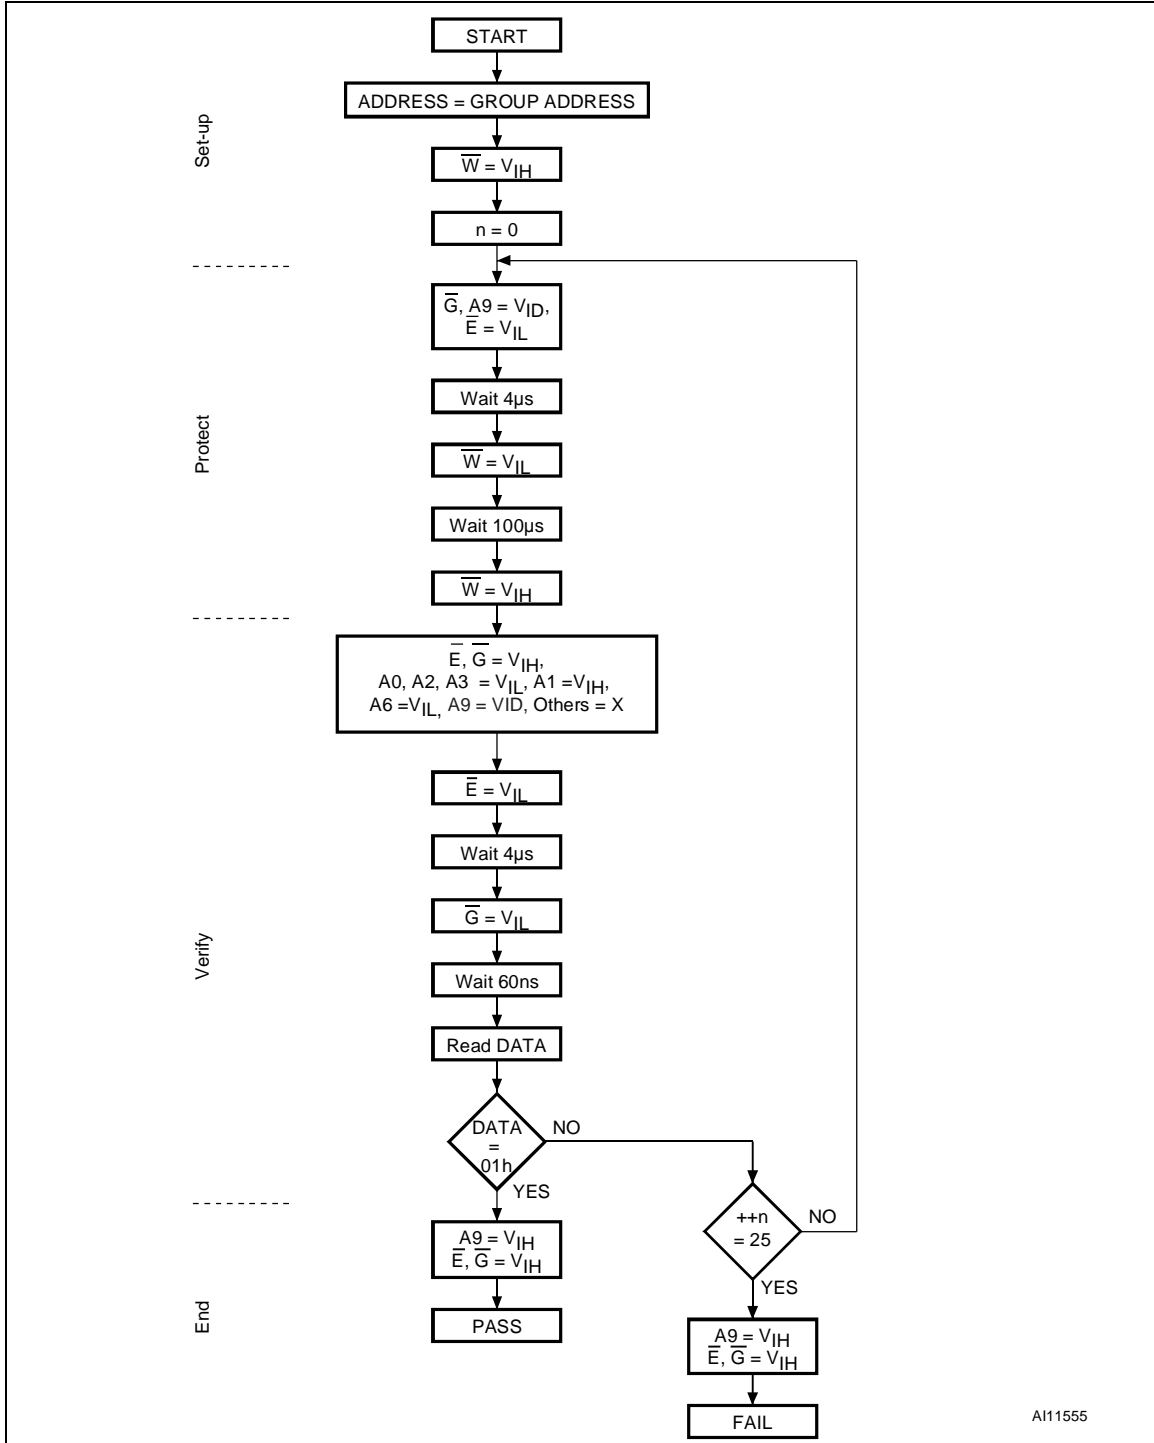 START
ADDRESS = GROUP ADDRESS
Set-up
W̅ = VIH
n = 0
G̅, A9 = VID,
E̅ = VIL
Wait 4µs
Protect
W̅ = VIL
Wait 100µs
W̅ = VIH
E̅, G̅ = VIH,
A0, A2, A3 = VIL, A1 =VIH,
A6 =VIL, A9 = VID, Others = X
E̅ = VIL
Wait 4µs
G̅ = VIL
Verify
Wait 60ns
Read DATA
DATA
=
01h
NO
YES
++n
= 25
NO
YES
A9 = VIH
E̅, G̅ = VIH
End
PASS
A9 = VIH
E̅, G̅ = VIH
FAIL
AI11555